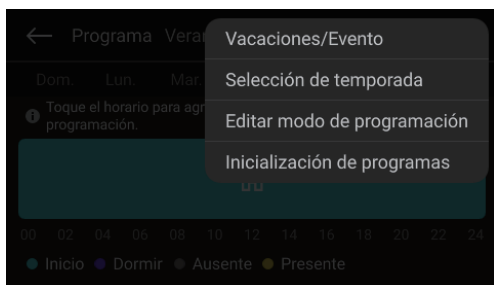 Programa Vera
Vacaciones/Evento
Dom. Lun. Mar.
Selección de temporada
Toque el horario para agr
programación.
Editar modo de programación
Inicialización de programas
00 02 04 06 08 10 12 14 16 18 20 22 24
Inicio Dormir Ausente Presente